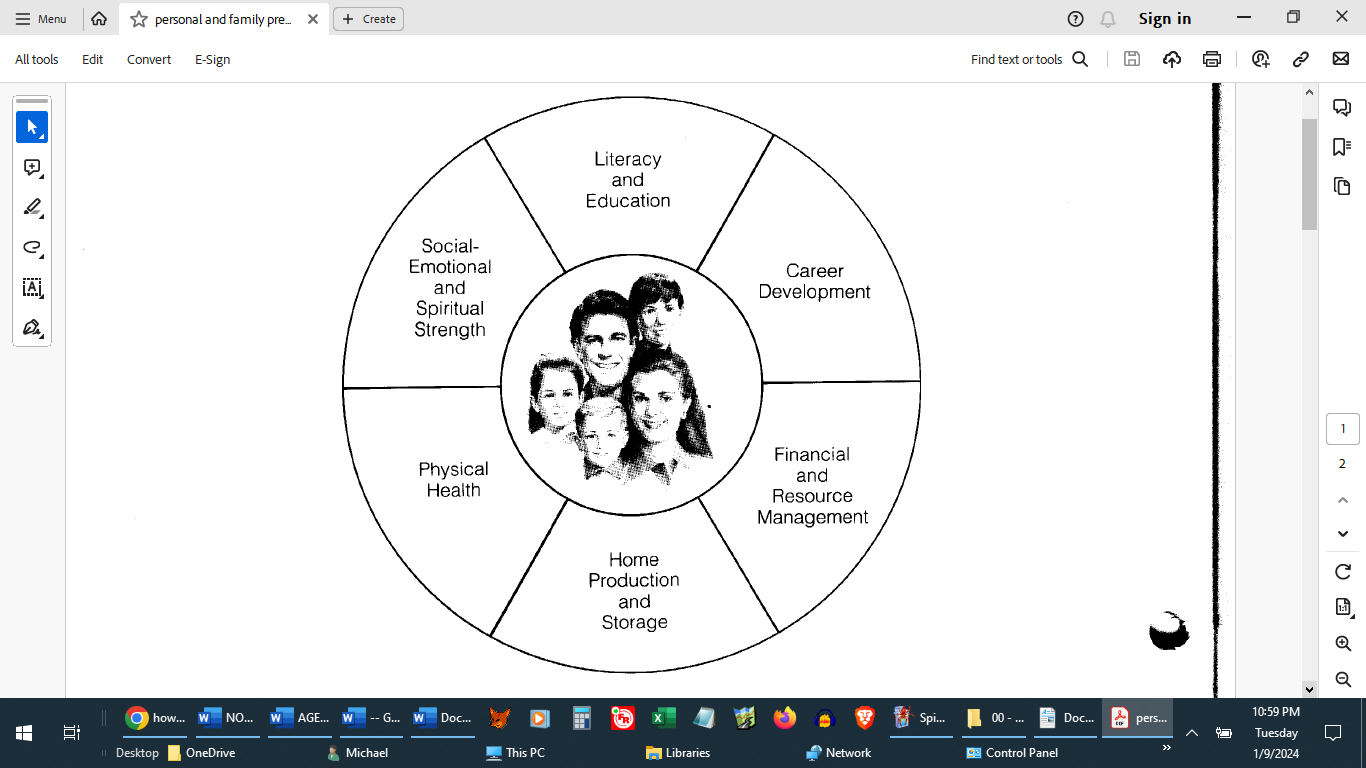 Menu
personal and family pre...
Create
Sign in
All tools
Edit
Convert
E-Sign
Find text or tools
Literacy
and
Education
Social-
Emotional
and
Spiritual
Strength
Career
Development
Physical
Health
Financial
and
Resource
Management
Home
Production
and
Storage
1
2
1:1
how...
NO...
AGE...
-- G...
Doc...
Spi...
00 - ...
Doc...
pers...
10:59 PM
Tuesday
1/9/2024
Desktop
OneDrive
Michael
This PC
Libraries
Network
Control Panel